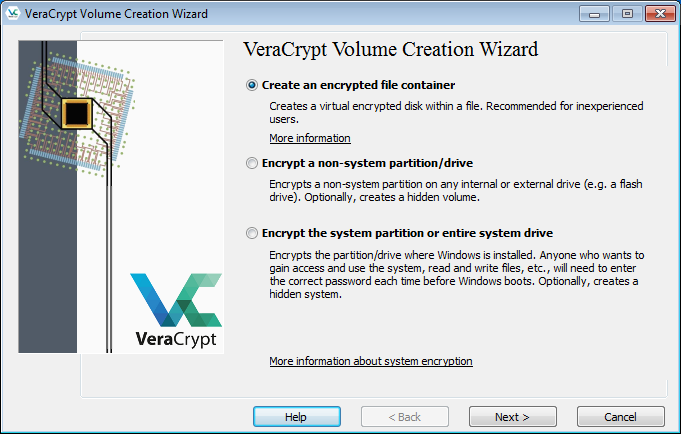 VeraCrypt Volume Creation Wizard
VeraCrypt Volume Creation Wizard
Create an encrypted file container
Creates a virtual encrypted disk within a file. Recommended for inexperienced
users.
More information
Encrypt a non-system partition/drive
Encrypts a non-system partition on any internal or external drive (e.g. a flash
drive). Optionally, creates a hidden volume.
Encrypt the system partition or entire system drive
Encrypts the partition/drive where Windows is installed. Anyone who wants to
gain access and use the system, read and write files, etc., will need to enter
the correct password each time before Windows boots. Optionally, creates a
hidden system.
VeraCrypt
More information about system encryption
Help
< Back
Next >
Cancel